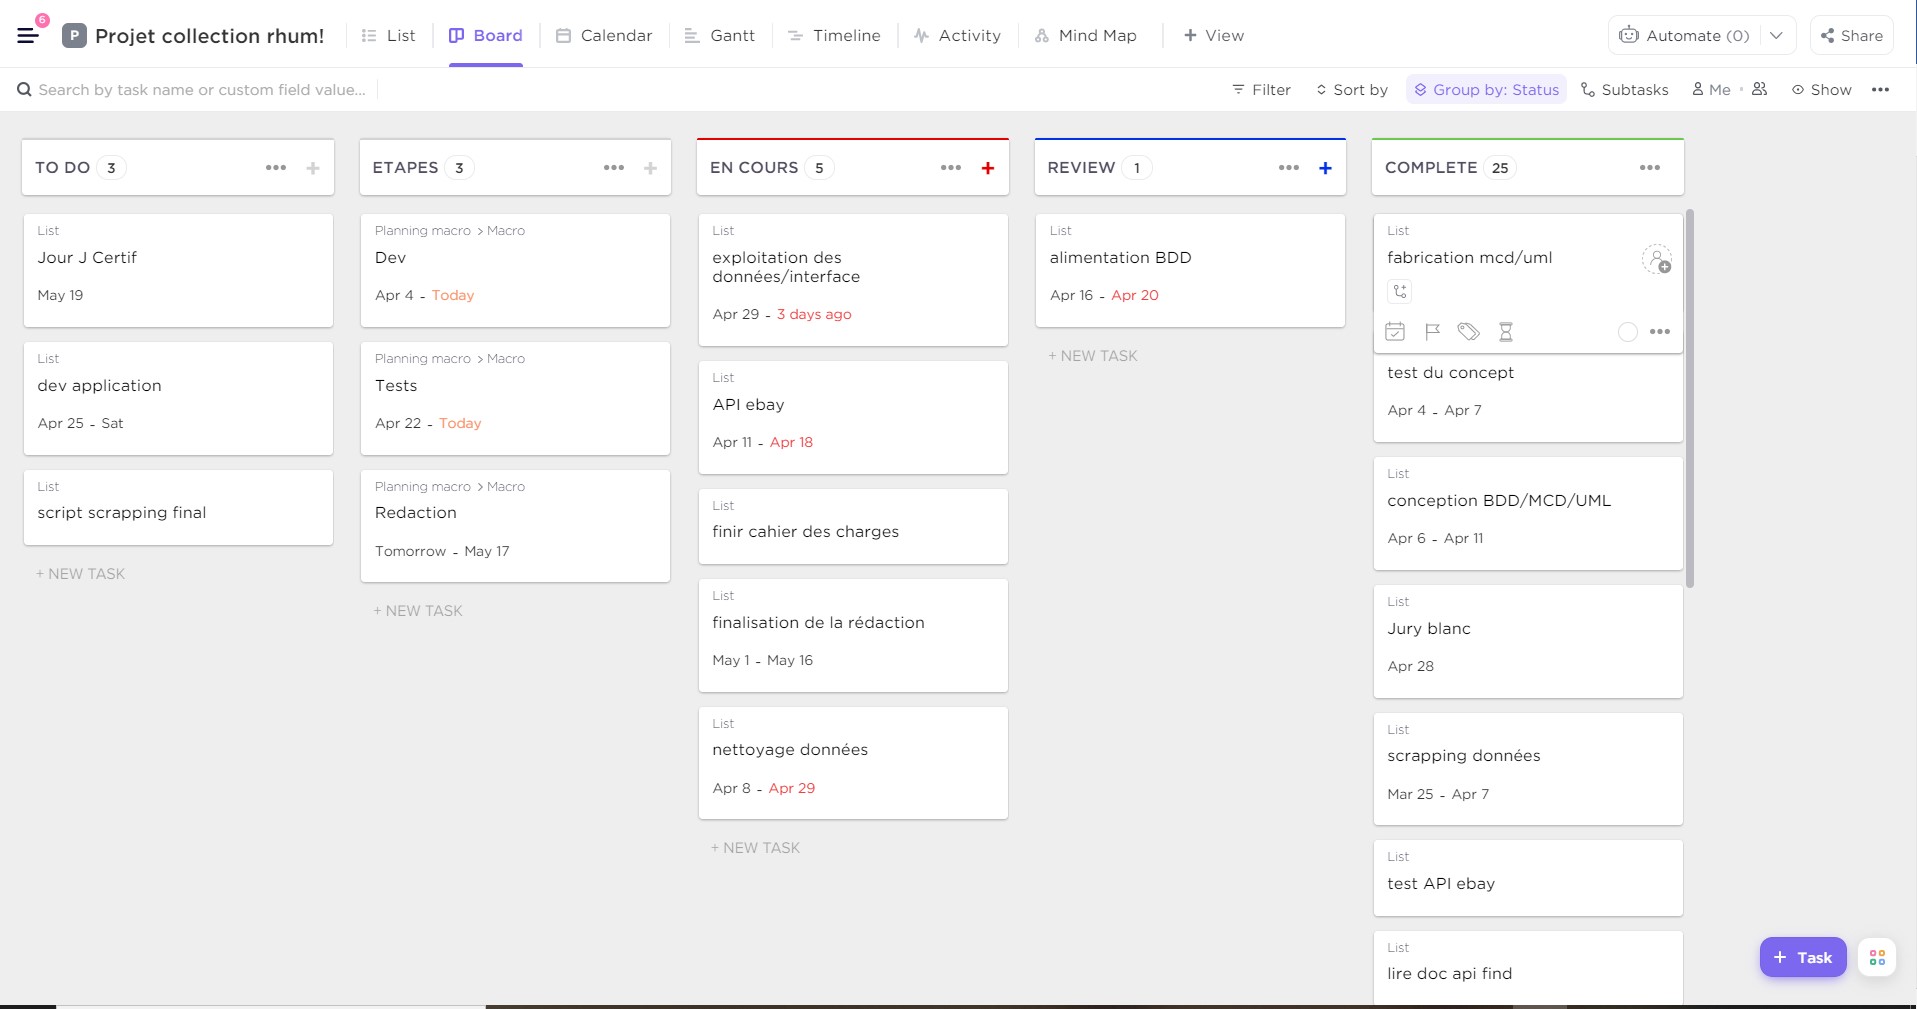 6
P Projet collection rhum! List Board Calendar Gantt Timeline Activity Mind Map + View Automate (0) Share
Search by task name or custom field value... Filter Sort by Group by: Status Subtasks Me Show
TO DO 3
List
Jour J Certif
May 19
List
dev application
Apr 25 - Sat
List
script scrapping final
+ NEW TASK
ETAPES 3
Planning macro > Macro
Dev
Apr 4 - Today
Planning macro > Macro
Tests
Apr 22 - Today
Planning macro > Macro
Redaction
Tomorrow - May 17
+ NEW TASK
EN COURS 5
List
exploitation des
données/interface
Apr 29 - 3 days ago
List
API ebay
Apr 11 - Apr 18
List
finir cahier des charges
List
finalisation de la rédaction
May 1 - May 16
List
nettoyage données
Apr 8 - Apr 29
+ NEW TASK
REVIEW 1
List
alimentation BDD
Apr 16 - Apr 20
+ NEW TASK
COMPLETE 25
List
fabrication mcd/uml
test du concept
Apr 4 - Apr 7
List
conception BDD/MCD/UML
Apr 6 - Apr 11
List
Jury blanc
Apr 28
List
scrapping données
Mar 25 - Apr 7
List
test API ebay
List
lire doc api find
+ Task